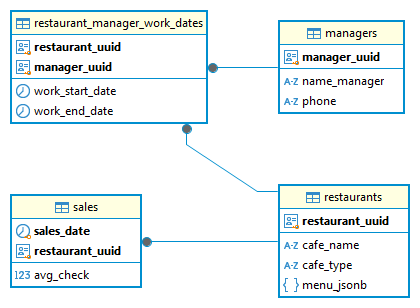 restaurant_manager_work_dates
restaurant_uuid
manager_uuid
work_start_date
work_end_date
managers
manager_uuid
A-Z name_manager
A-Z phone
sales
sales_date
restaurant_uuid
123 avg_check
restaurants
restaurant_uuid
A-Z cafe_name
A-Z cafe_type
{ } menu_jsonb